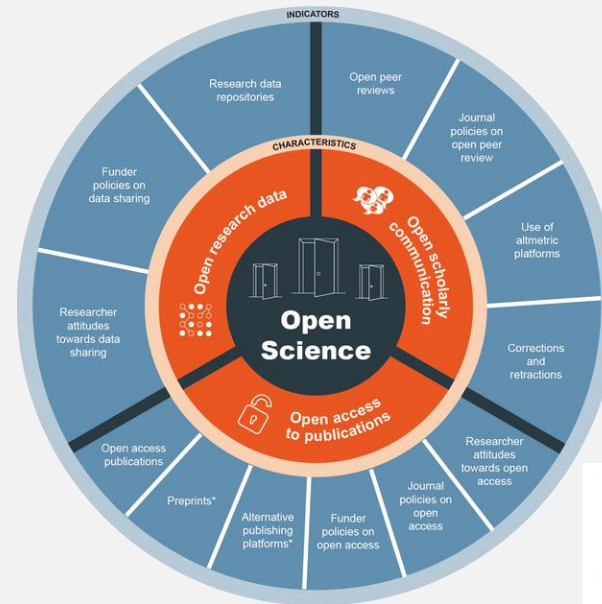 INDICATORS
Research data
repositories
Open peer
reviews
Journal
policies on
open peer
review
Funder
policies on
data sharing
CHARACTERISTICS
Open research data
Open scholarly
communication
Use of
altmetric
platforms
Researcher
attitudes
towards data
sharing
Open
Science
Corrections
and
retractions
Open access
to publications
Open access
publications
Preprints*
Alternative
publishing
platforms*
Funder
policies on
open access
Journal
policies on
open
access
Researcher
attitudes
towards open
access